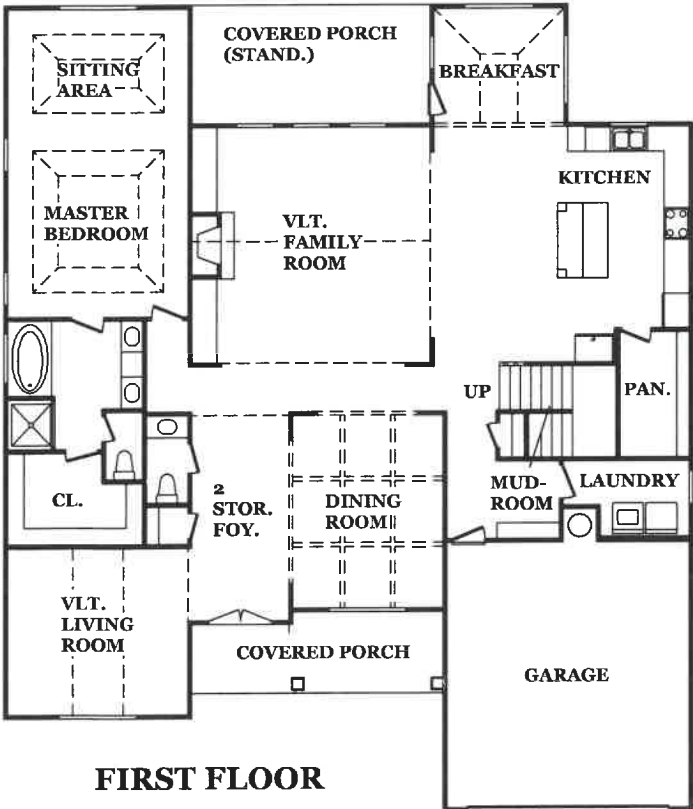 COVERED PORCH
(STAND.)
SITTING
AREA
BREAKFAST
KITCHEN
MASTER
BEDROOM
VLT.
FAMILY
ROOM
UP
PAN.
CL.
2
STOR.
FOY.
DINING
ROOM
MUD-
ROOM
LAUNDRY
VLT.
LIVING
ROOM
COVERED PORCH
GARAGE
FIRST FLOOR